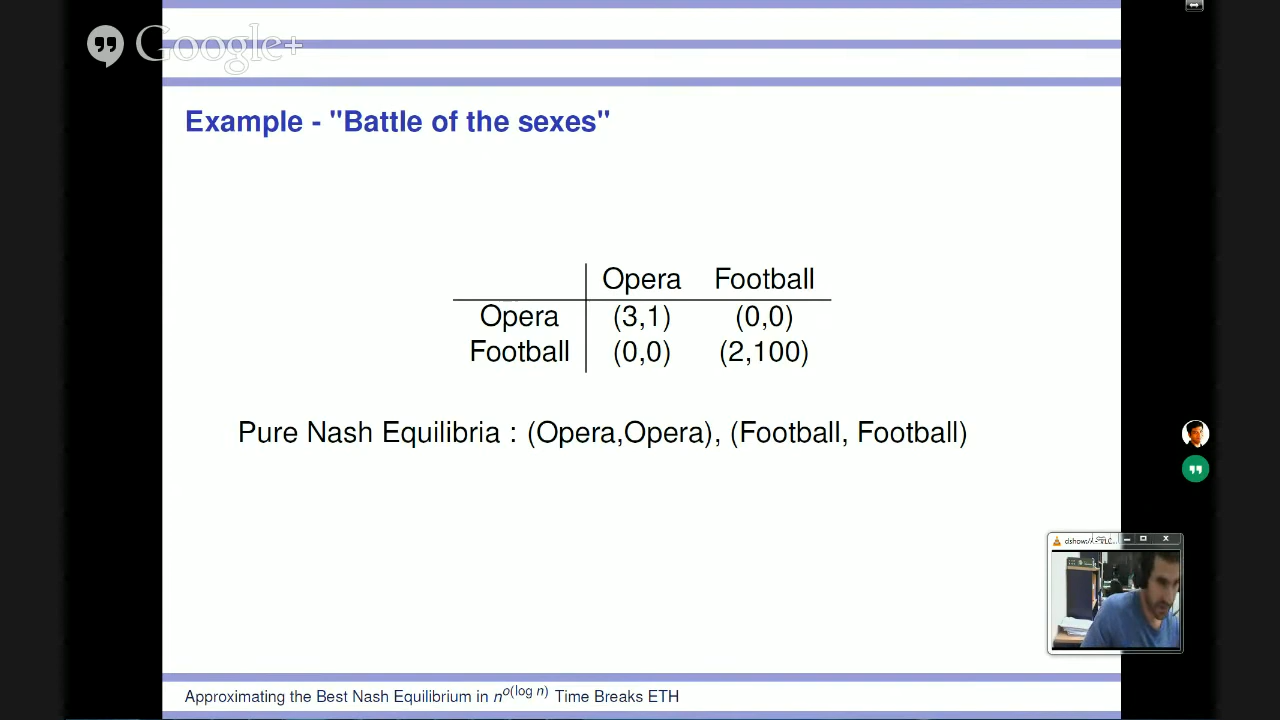 Google+
Example - "Battle of the sexes"
Opera Football
Opera (3,1) (0,0)
Football (0,0) (2,100)
Pure Nash Equilibria : (Opera,Opera), (Football, Football)
Approximating the Best Nash Equilibrium in n^o(log n) Time Breaks ETH